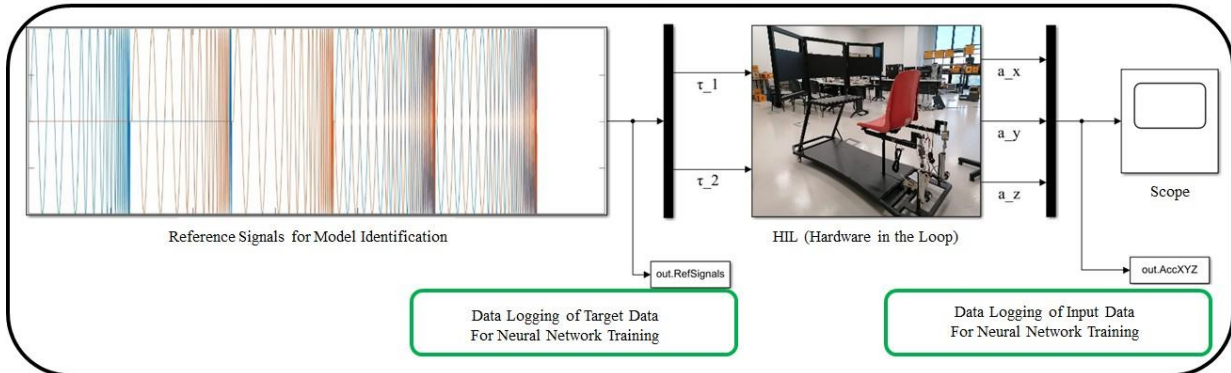 τ_1
τ_2
a_x
a_y
a_z
Scope
Reference Signals for Model Identification
HIL (Hardware in the Loop)
out.RefSignals
out.AccXYZ
Data Logging of Target Data
For Neural Network Training
Data Logging of Input Data
For Neural Network Training